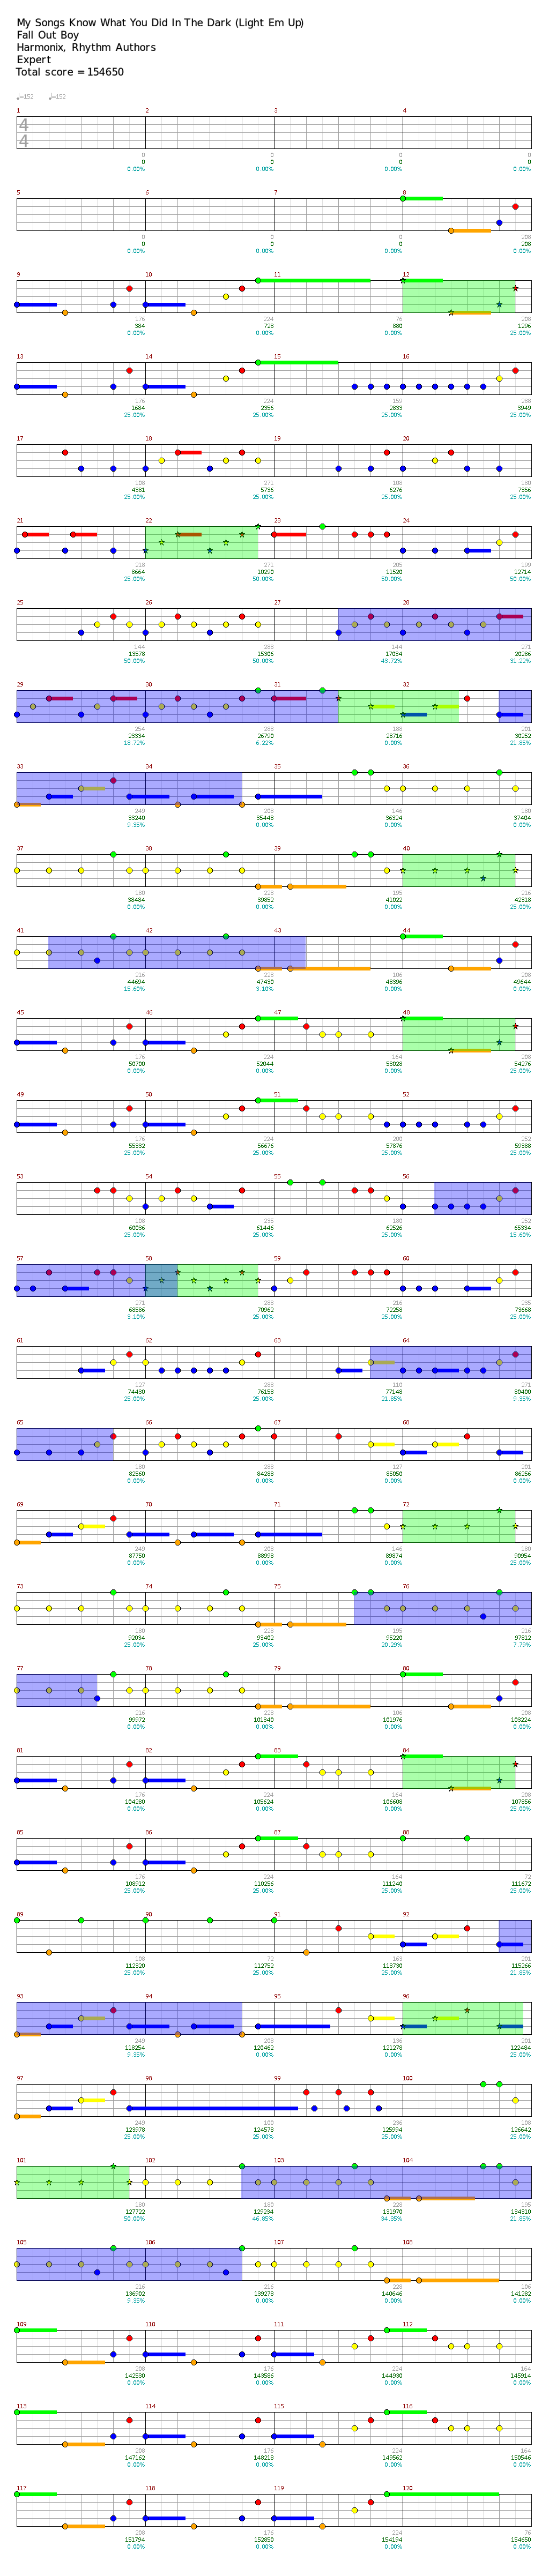 My Songs Know What You Did In The Dark (Light Em Up)
Fall Out Boy
Harmonix, Rhythm Authors
Expert
Total score = 154650
♩=152 ♩=152
1 2 3 4
4
4
0 0 0 0
0 0 0 0
0.00% 0.00% 0.00% 0.00%
5 6 7 8
0 0 0 208
0 0 0 208
0.00% 0.00% 0.00% 0.00%
9 10 11 12
176 224 76 208
384 728 880 1296
0.00% 0.00% 0.00% 25.00%
13 14 15 16
176 224 159 288
1684 2356 2833 3949
25.00% 25.00% 25.00% 25.00%
17 18 19 20
108 271 180
4381 5736 6276 7356
25.00% 25.00% 25.00% 25.00%
21 22 23 24
218 271 205 199
8664 10290 11520 12714
25.00% 50.00% 50.00% 50.00%
25 26 27 28
144 288 144 271
13578 15306 17034 20286
50.00% 50.00% 43.72% 31.22%
29 30 31 32
254 288 188 201
23334 26790 28716 30252
18.72% 6.22% 0.00% 21.85%
33 34 35 36
249 208 146 180
33240 35448 36324 37404
9.35% 0.00% 0.00% 0.00%
37 38 39 40
180 228 195 216
38484 39852 41022 42318
0.00% 0.00% 0.00% 25.00%
41 42 43 44
216 228 106 208
44694 47430 48396 49644
15.60% 3.10% 0.00% 0.00%
45 46 47 48
176 224 164 208
50700 52044 53028 54276
0.00% 0.00% 0.00% 25.00%
49 50 51 52
176 224 200 252
55332 56676 57876 59388
25.00% 25.00% 25.00% 25.00%
53 54 55 56
108 235 180 252
60036 61446 62526 65334
25.00% 25.00% 25.00% 15.60%
57 58 59 60
271 288 216 235
68586 70962 72258 73668
3.10% 25.00% 25.00% 25.00%
61 62 63 64
127 288 110 271
74430 76158 77148 80400
25.00% 25.00% 21.85% 9.35%
65 66 67 68
180 288 127 201
82560 84288 85050 86256
0.00% 0.00% 0.00% 0.00%
69 70 71 72
249 208 146 180
87750 88998 89874 90954
0.00% 0.00% 0.00% 25.00%
73 74 75 76
180 228 195 216
92034 93402 95220 97812
25.00% 25.00% 20.29% 7.79%
77 78 79 80
216 228 106 208
99972 101340 101976 103224
0.00% 0.00% 0.00% 0.00%
81 82 83 84
176 224 164 208
104280 105624 106608 107856
0.00% 0.00% 0.00% 25.00%
85 86 87 88
176 224 164 72
108912 110256 111240 111672
25.00% 25.00% 25.00% 25.00%
89 90 91 92
108 72 163 201
112320 112752 113730 115266
25.00% 25.00% 25.00% 21.85%
93 94 95 96
249 208 136 201
118254 120462 121278 122484
9.35% 0.00% 0.00% 25.00%
97 98 99 100
249 100 236 108
123978 124578 125994 126642
25.00% 25.00% 25.00% 25.00%
101 102 103 104
180 180 228 195
127722 129234 131970 134310
50.00% 46.85% 34.35% 21.85%
105 106 107 108
216 216 228 106
136902 139278 140646 141282
9.35% 0.00% 0.00% 0.00%
109 110 111 112
208 176 224 164
142530 143586 144930 145914
0.00% 0.00% 0.00% 0.00%
113 114 115 116
208 176 224 164
147162 148218 149562 150546
0.00% 0.00% 0.00% 0.00%
117 118 119 120
208 176 224 76
151794 152850 154194 154650
0.00% 0.00% 0.00% 0.00%